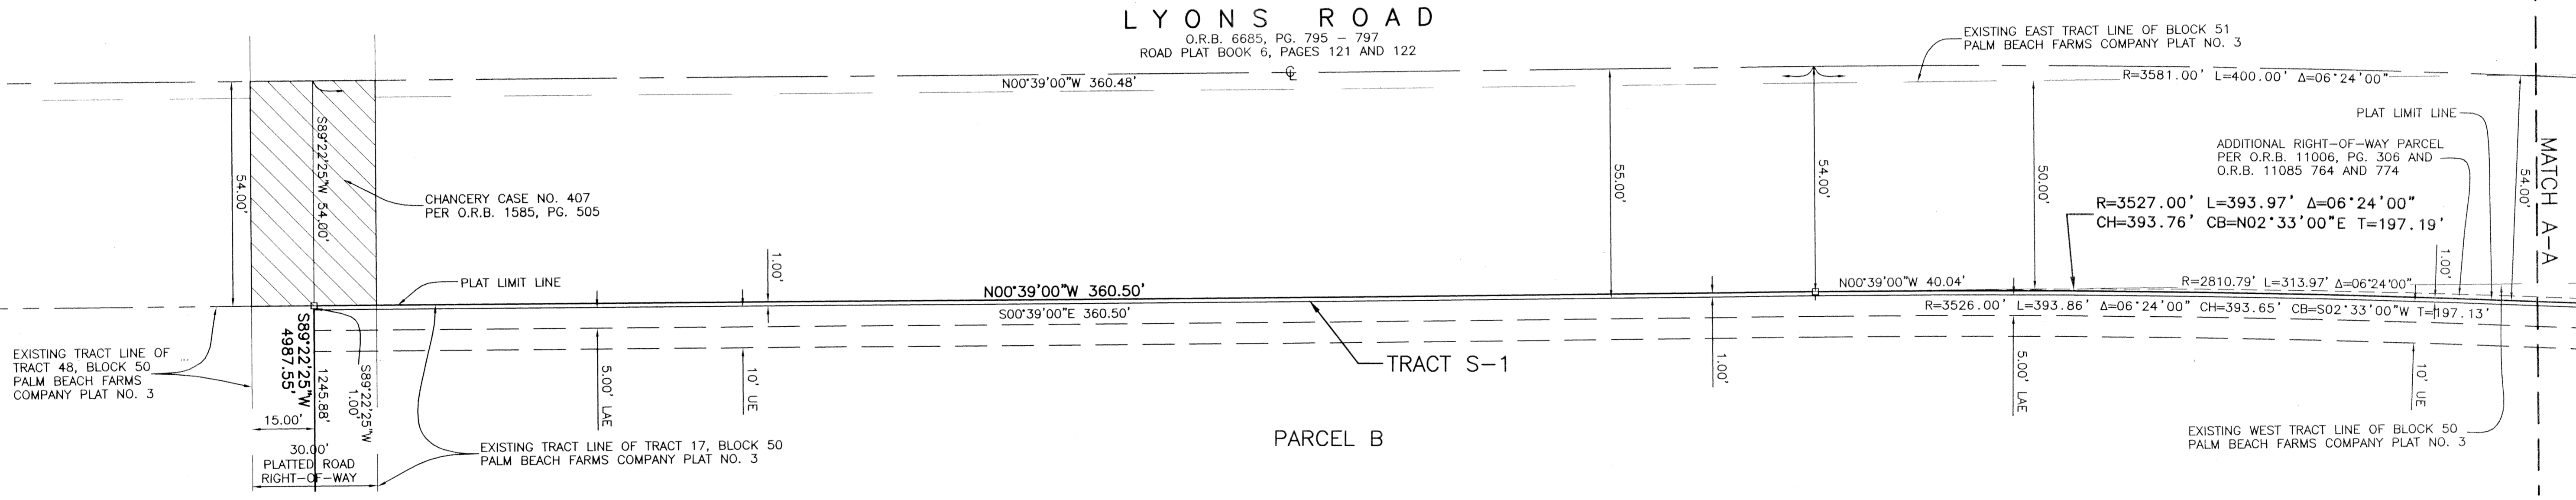 LYONS ROAD
O.R.B. 6685, PG. 795 - 797
ROAD PLAT BOOK 6, PAGES 121 AND 122
EXISTING EAST TRACT LINE OF BLOCK 51
PALM BEACH FARMS COMPANY PLAT NO. 3
N00°39'00"W 360.48'
R=3581.00' L=400.00' Δ=06°24'00"
PLAT LIMIT LINE
ADDITIONAL RIGHT-OF-WAY PARCEL
PER O.R.B. 11006, PG. 306 AND
O.R.B. 11085 764 AND 774
MATCH A-A
54.00'
S89°22'25"W 54.00'
CHANCERY CASE NO. 407
PER O.R.B. 1585, PG. 505
55.00'
54.00'
50.00'
54.00'
R=3527.00' L=393.97' Δ=06°24'00"
CH=393.76' CB=N02°33'00"E T=197.19'
1.00'
1.00'
PLAT LIMIT LINE
N00°39'00"W 360.50'
N00°39'00"W 40.04'
R=2810.79' L=313.97' Δ=06°24'00"
S00°39'00"E 360.50'
R=3526.00' L=393.86' Δ=06°24'00" CH=393.65' CB=S02°33'00"W T=197.13'
EXISTING TRACT LINE OF
TRACT 48, BLOCK 50
PALM BEACH FARMS
COMPANY PLAT NO. 3
S89°22'25"W
4987.55'
1245.88'
S89°22'25"W
1.00'
5.00' LAE
10' UE
TRACT S-1
1.00'
5.00' LAE
10' UE
15.00'
30.00'
PLATTED ROAD
RIGHT-OF-WAY
EXISTING TRACT LINE OF TRACT 17, BLOCK 50
PALM BEACH FARMS COMPANY PLAT NO. 3
PARCEL B
EXISTING WEST TRACT LINE OF BLOCK 50
PALM BEACH FARMS COMPANY PLAT NO. 3